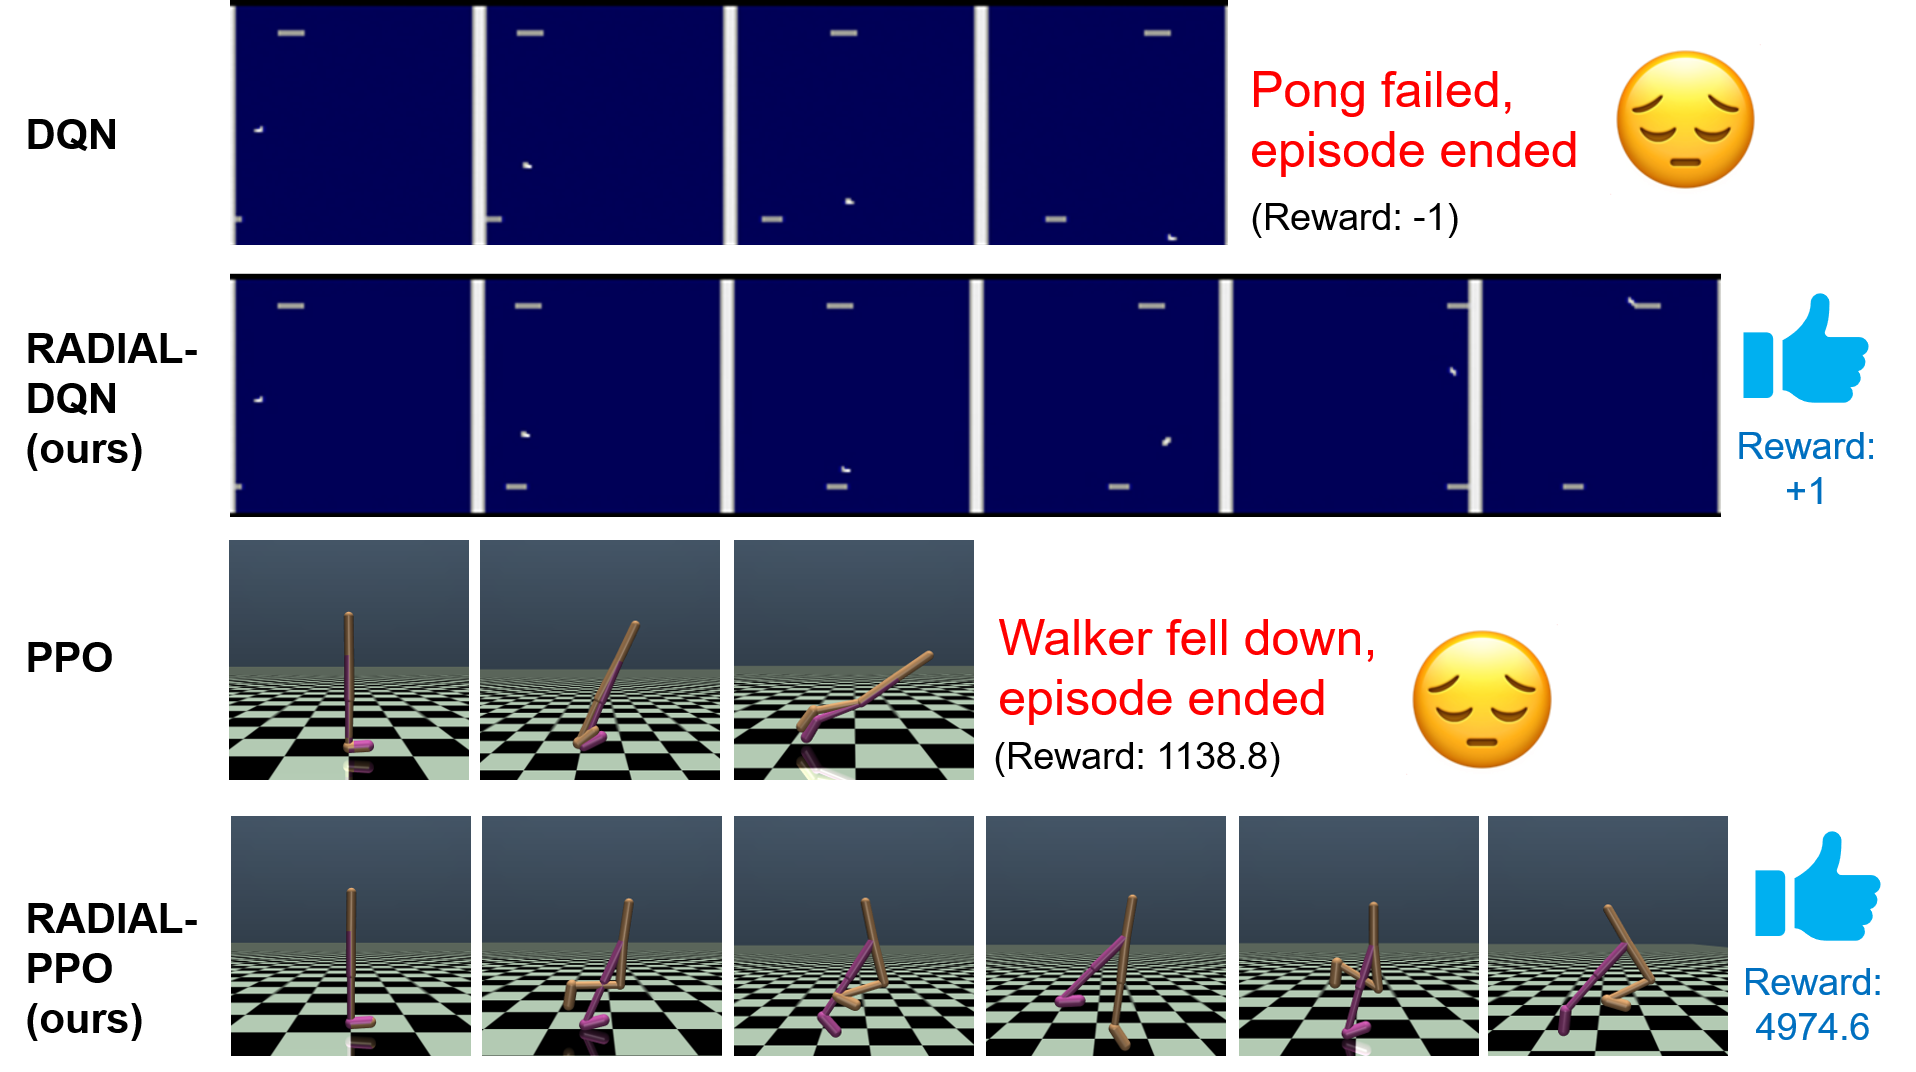 DQN
Pong failed,
episode ended
(Reward: -1)
RADIAL-
DQN
(ours)
Reward:
+1
PPO
Walker fell down,
episode ended
(Reward: 1138.8)
RADIAL-
PPO
(ours)
Reward:
4974.6